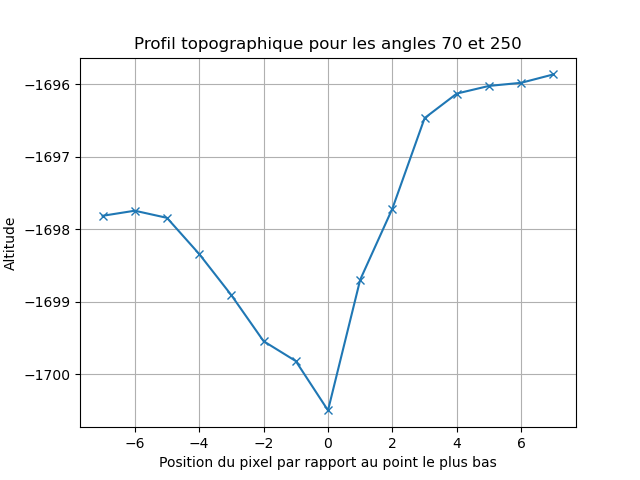 Profil topographique pour les angles 70 et 250
−1696
−1697
−1698
−1699
−1700
Altitude
−6 −4 −2 0 2 4 6
Position du pixel par rapport au point le plus bas